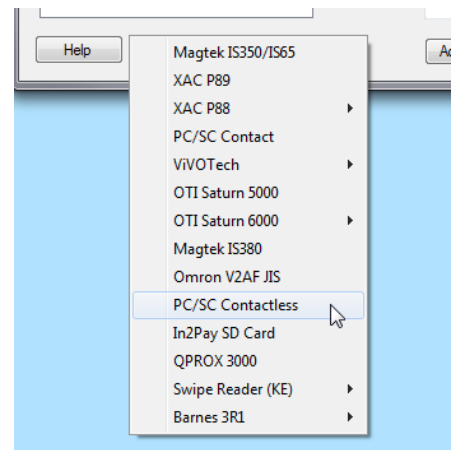 Help
Magtek IS350/IS65
XAC P89
XAC P88
PC/SC Contact
ViVOTech
OTI Saturn 5000
OTI Saturn 6000
Magtek IS380
Omron V2AF JIS
PC/SC Contactless
In2Pay SD Card
QPROX 3000
Swipe Reader (KE)
Barnes 3R1